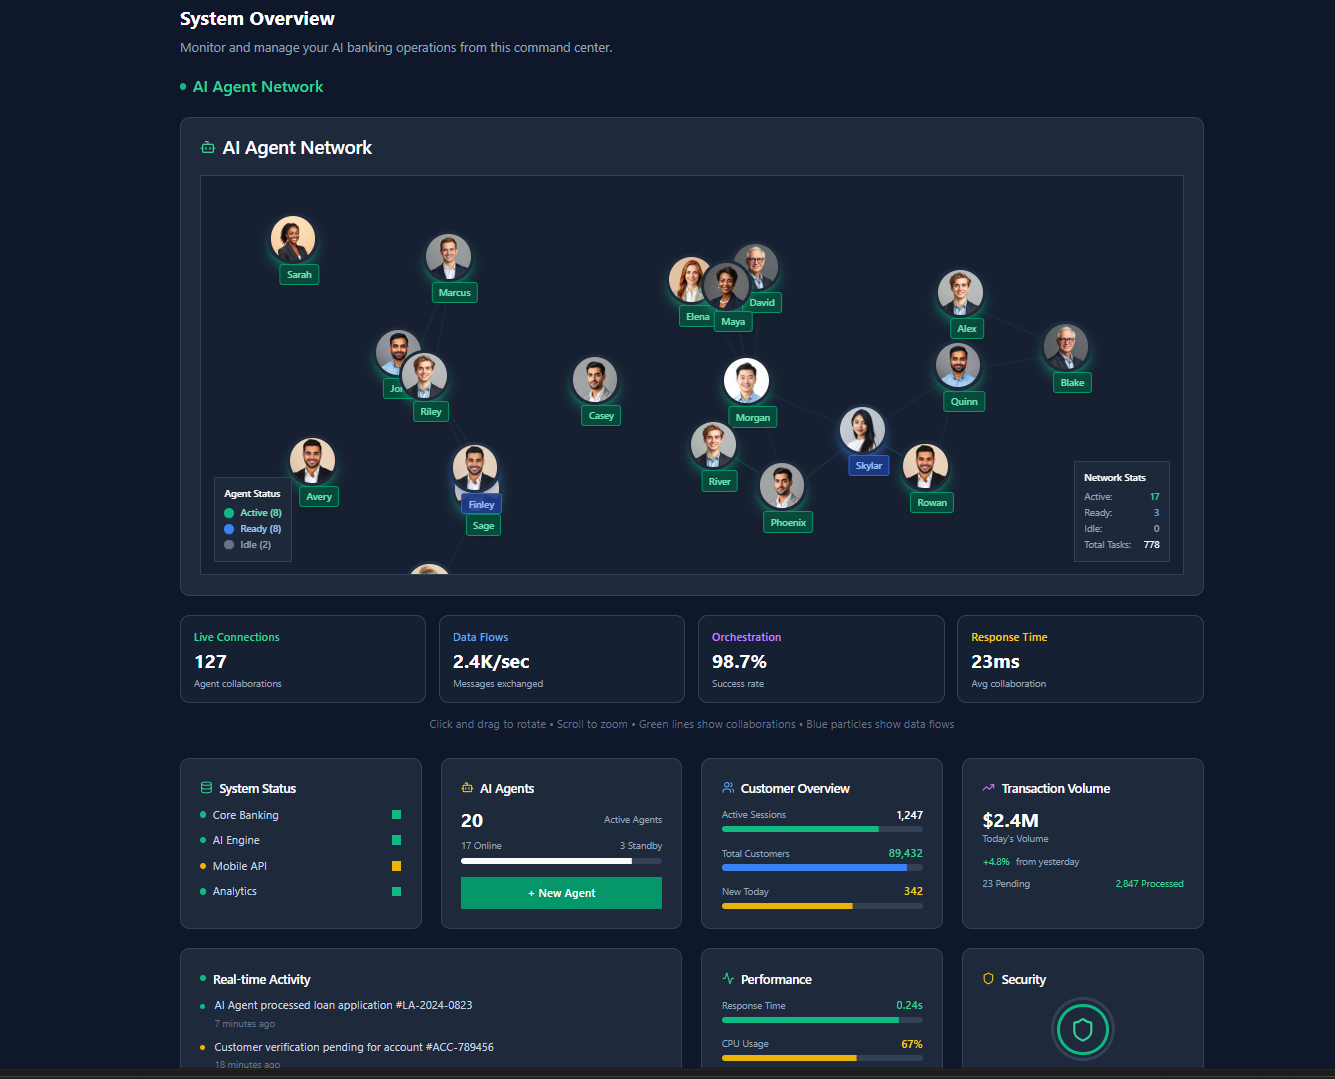 System Overview
Monitor and manage your AI banking operations from this command center.
AI Agent Network
AI Agent Network
Sarah
Marcus
Elena
Maya
David
Alex
Blake
Riley
Casey
Morgan
Quinn
Skylar
River
Avery
Finley
Sage
Phoenix
Rowan
Agent Status
Active (8)
Ready (8)
Idle (2)
Network Stats
Active: 17
Ready: 3
Idle: 0
Total Tasks: 778
Live Connections
127
Agent collaborations
Data Flows
2.4K/sec
Messages exchanged
Orchestration
98.7%
Success rate
Response Time
23ms
Avg collaboration
Click and drag to rotate • Scroll to zoom • Green lines show collaborations • Blue particles show data flows
System Status
Core Banking
AI Engine
Mobile API
Analytics
AI Agents
20 Active Agents
17 Online 3 Standby
+ New Agent
Customer Overview
Active Sessions 1,247
Total Customers 89,432
New Today 342
Transaction Volume
$2.4M
Today's Volume
+4.8% from yesterday
23 Pending 2,847 Processed
Real-time Activity
AI Agent processed loan application #LA-2024-0823
7 minutes ago
Customer verification pending for account #ACC-789456
18 minutes ago
Performance
Response Time 0.24s
CPU Usage 67%
Security